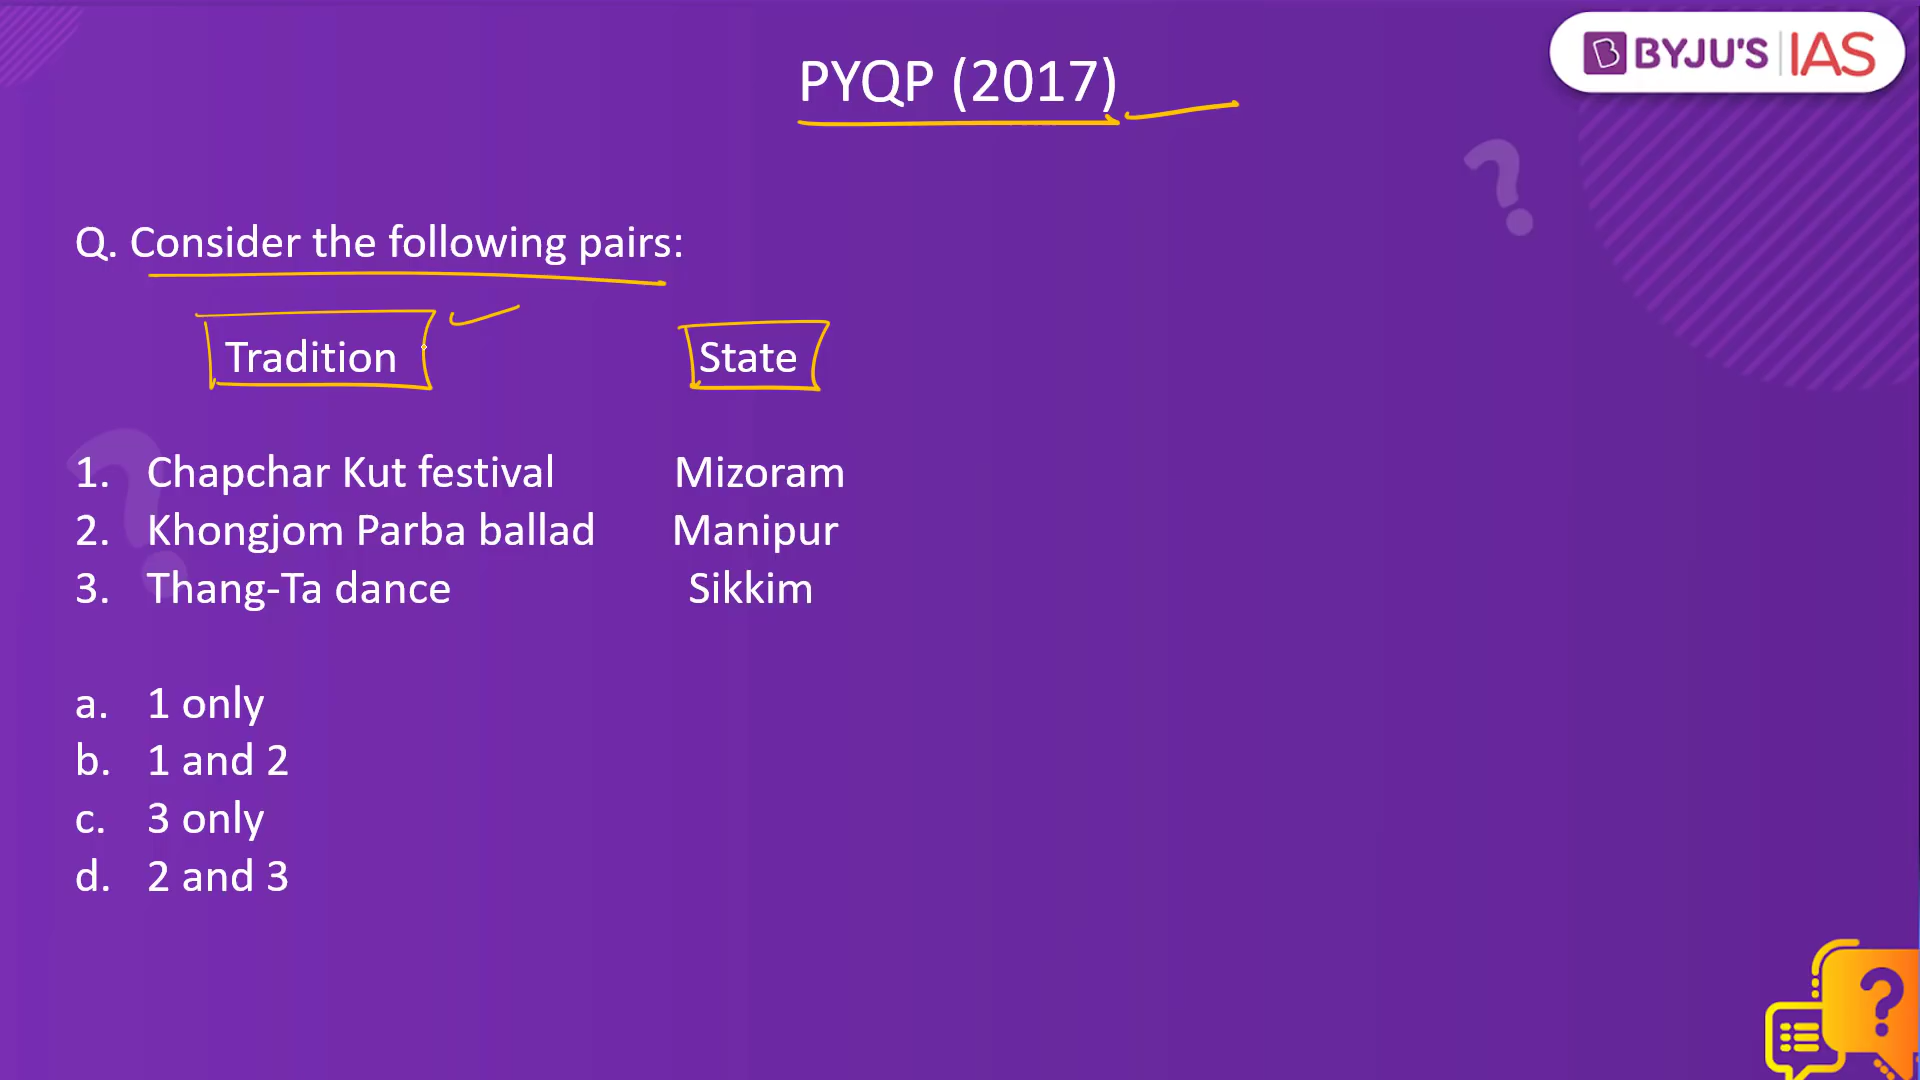 BYJU'S IAS
PYQP (2017)
Q. Consider the following pairs:
Tradition State
1. Chapchar Kut festival Mizoram
2. Khongjom Parba ballad Manipur
3. Thang-Ta dance Sikkim
a. 1 only
b. 1 and 2
c. 3 only
d. 2 and 3